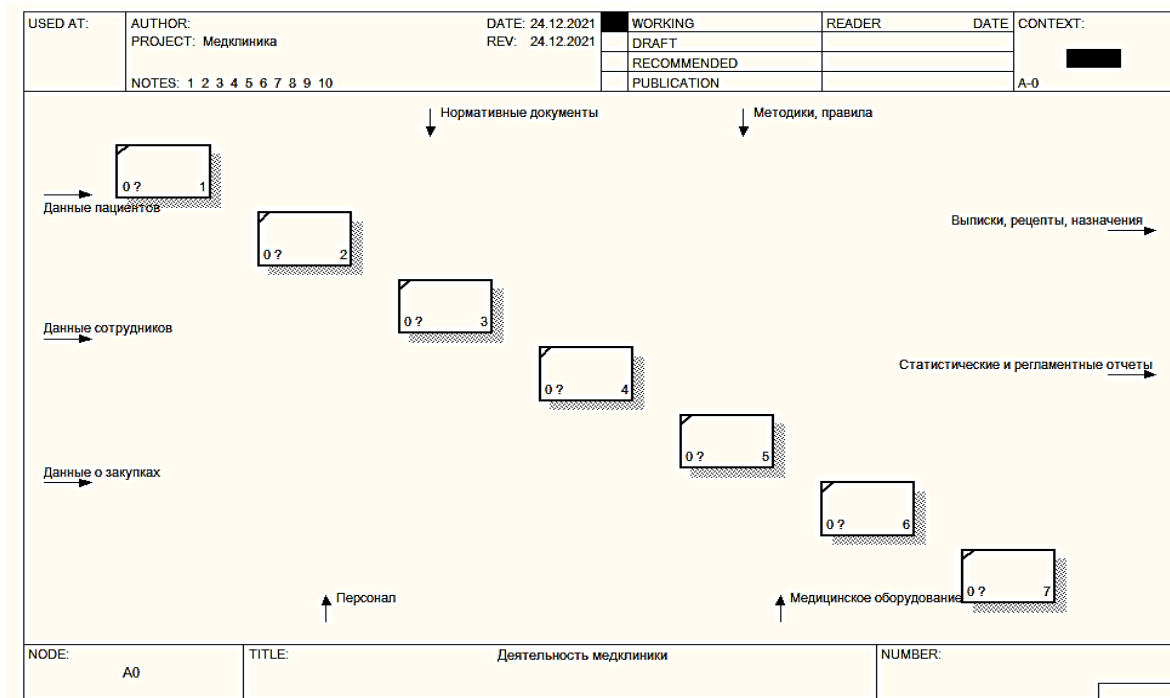 USED AT:
AUTHOR:
DATE: 24.12.2021
WORKING
READER
DATE
CONTEXT:
PROJECT: Медклиника
REV: 24.12.2021
DRAFT
RECOMMENDED
NOTES: 1 2 3 4 5 6 7 8 9 10
PUBLICATION
A-0
Нормативные документы
Методики, правила
0 ? 1
Данные пациентов
Выписки, рецепты, назначения
0 ? 2
0 ? 3
Данные сотрудников
Статистические и регламентные отчеты
0 ? 4
0 ? 5
Данные о закупках
0 ? 6
0 ? 7
Персонал
Медицинское оборудование
NODE:
A0
TITLE:
Деятельность медклиники
NUMBER: